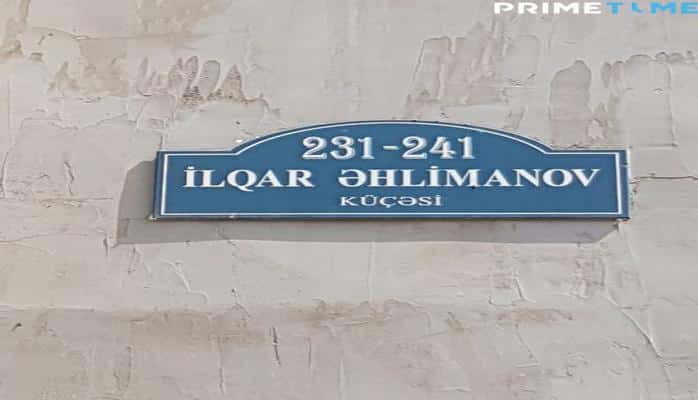 PRIMETIME
231-241
İLQAR ƏHLİMANOV
KÜÇƏSİ